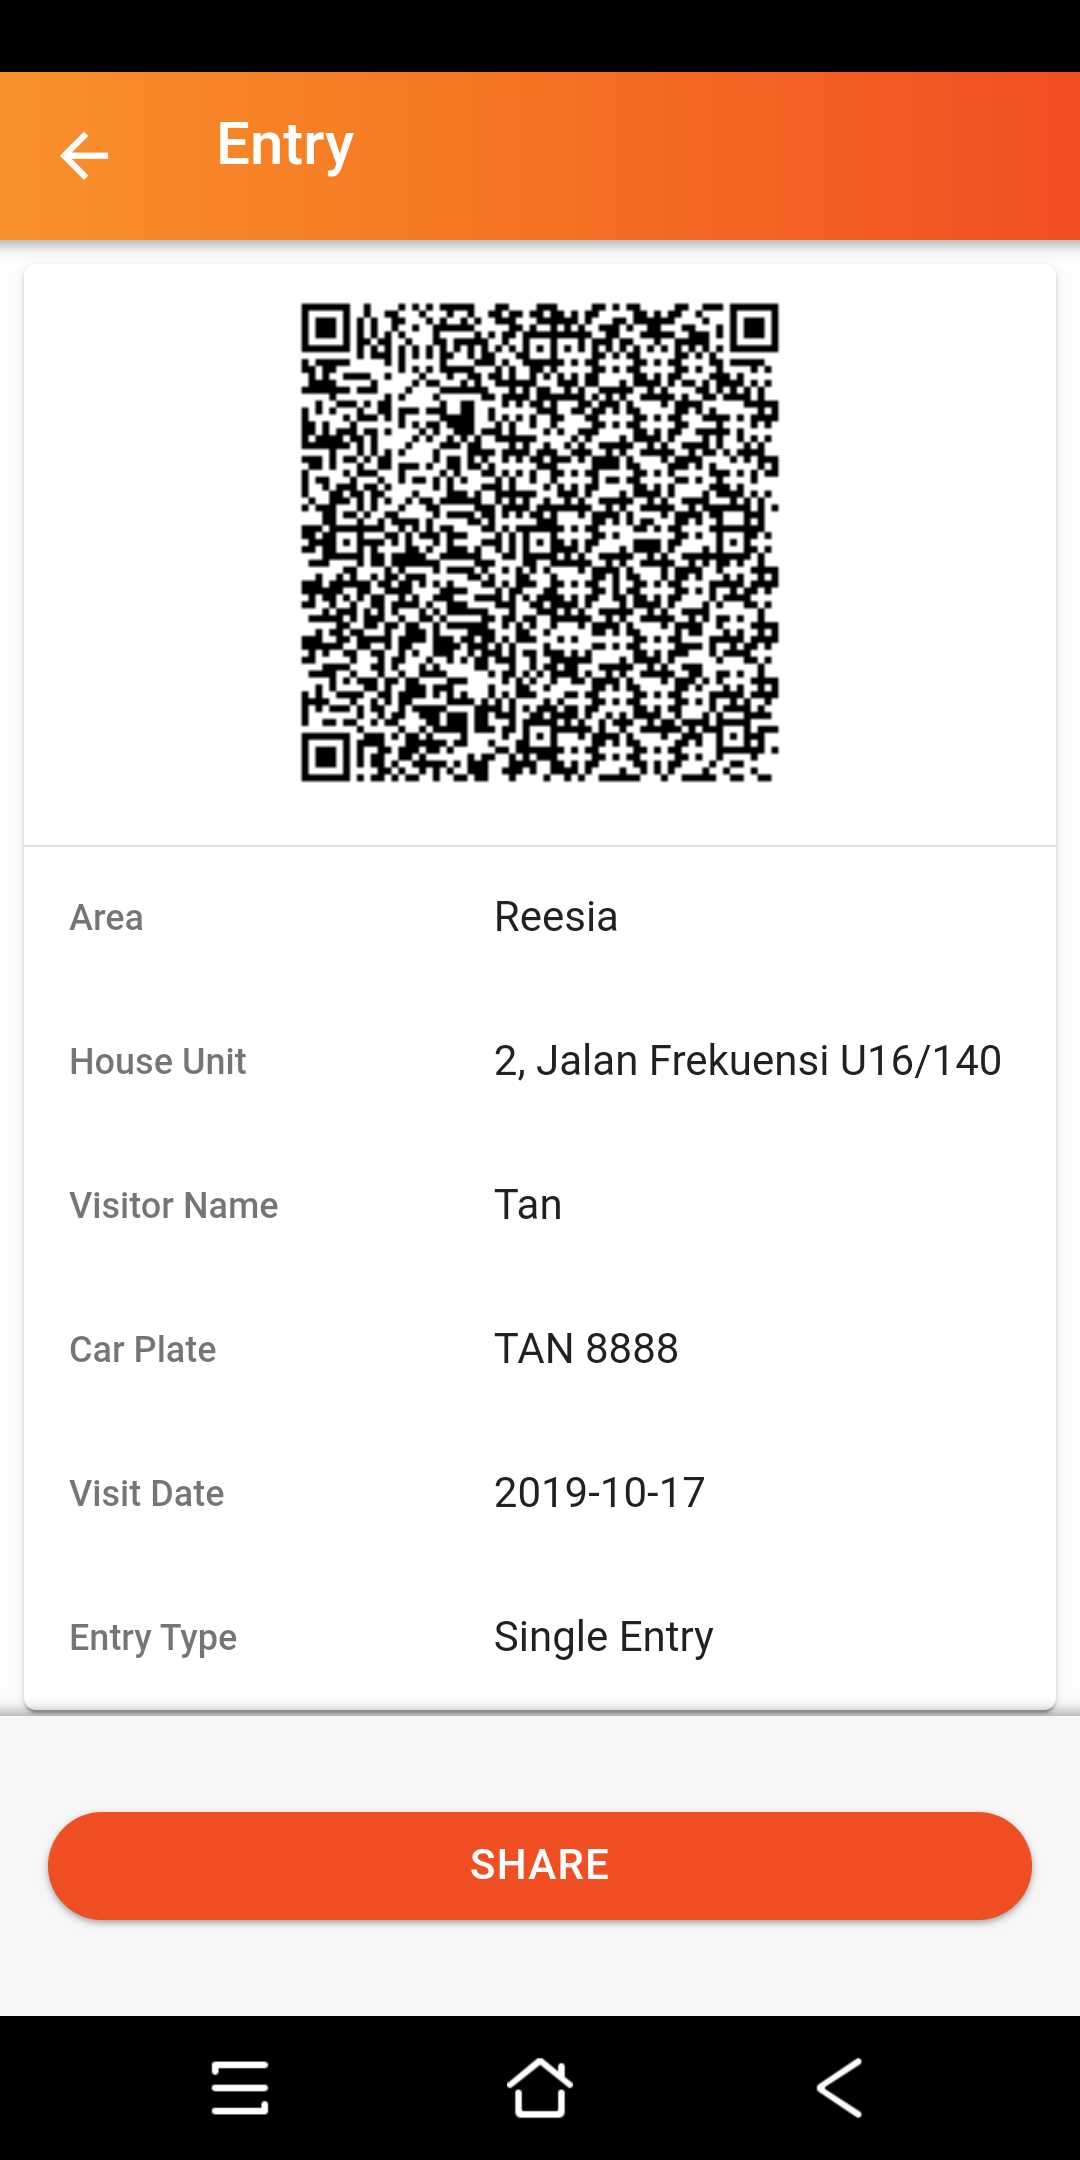 Entry
Area Reesia
House Unit 2, Jalan Frekuensi U16/140
Visitor Name Tan
Car Plate TAN 8888
Visit Date 2019-10-17
Entry Type Single Entry
SHARE